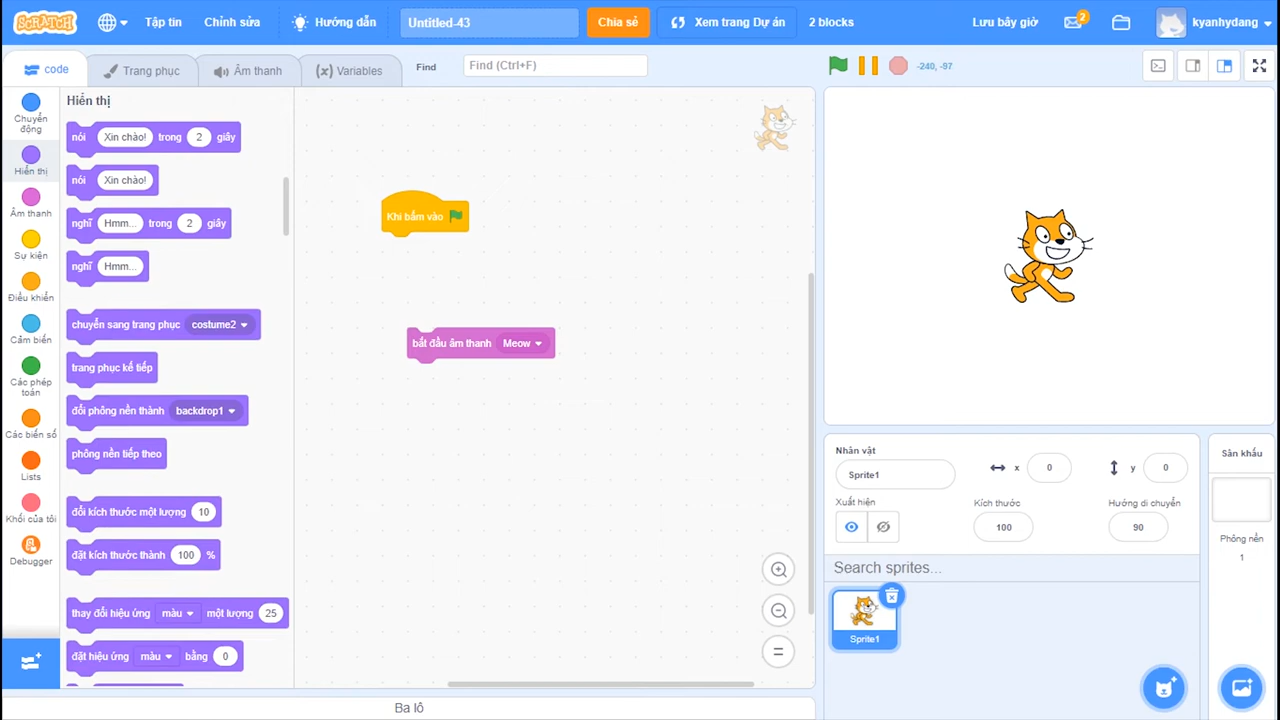 SCRATCH
Tập tin
Chỉnh sửa
Hướng dẫn
Untitled-43
Chia sẻ
Xem trang Dự án
2 blocks
Lưu bây giờ
2
kyanhydang
code
Trang phục
Âm thanh
(x) Variables
Find
Find (Ctrl+F)
-240, -97
Chuyển động
Hiển thị
Âm thanh
Sự kiện
Điều khiển
Cảm biến
Các phép toán
Các biến số
Lists
Khối của tôi
Debugger
Hiển thị
nói Xin chào! trong 2 giây
nói Xin chào!
nghĩ Hmm... trong 2 giây
nghĩ Hmm...
chuyển sang trang phục costume2
trang phục kế tiếp
đổi phông nền thành backdrop1
phông nền tiếp theo
đổi kích thước một lượng 10
đặt kích thước thành 100 %
thay đổi hiệu ứng màu một lượng 25
đặt hiệu ứng màu bằng 0
Khi bấm vào
bắt đầu âm thanh Meow
Ba lô
Nhân vật
Sprite1
x 0
y 0
Xuất hiện
Kích thước
100
Hướng di chuyển
90
Search sprites...
Sprite1
Sân khấu
Phông nền
1